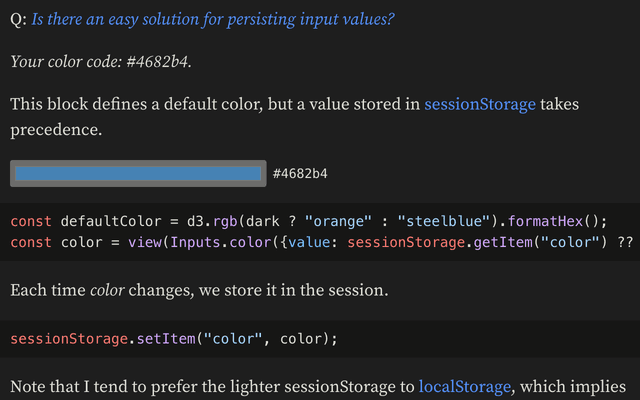 Q: Is there an easy solution for persisting input values?
Your color code: #4682b4.
This block defines a default color, but a value stored in sessionStorage takes
precedence.
#4682b4
const defaultColor = d3.rgb(dark ? "orange" : "steelblue").formatHex();
const color = view(Inputs.color({value: sessionStorage.getItem("color") ??
Each time color changes, we store it in the session.
sessionStorage.setItem("color", color);
Note that I tend to prefer the lighter sessionStorage to localStorage, which implies